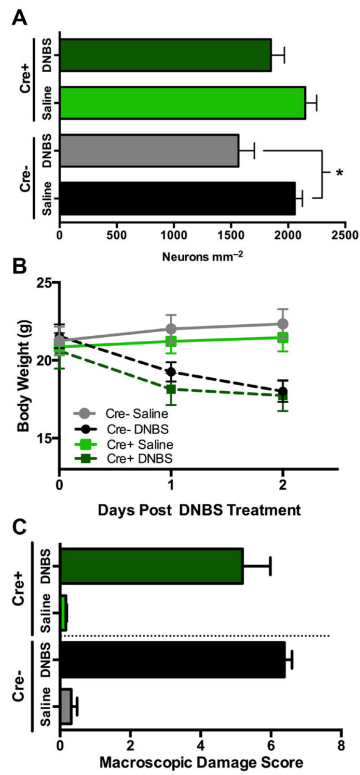 A
Cre+
DNBS
Saline
Cre-
DNBS
Saline
*
0 500 1000 1500 2000 2500
Neurons mm⁻²
B
25
20
15
Body Weight (g)
Cre- Saline
Cre- DNBS
Cre+ Saline
Cre+ DNBS
0 1 2
Days Post DNBS Treatment
C
Cre+
DNBS
Saline
Cre-
DNBS
Saline
0 2 4 6 8
Macroscopic Damage Score